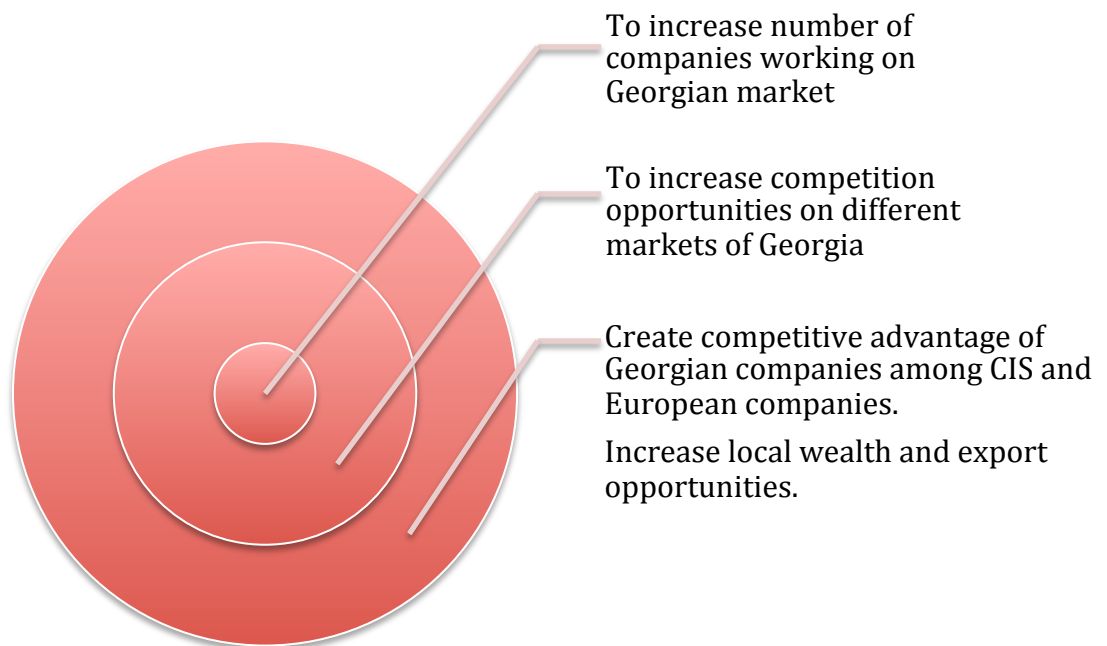 To increase number of
companies working on
Georgian market
To increase competition
opportunities on different
markets of Georgia
Create competitive advantage of
Georgian companies among CIS and
European companies.
Increase local wealth and export
opportunities.